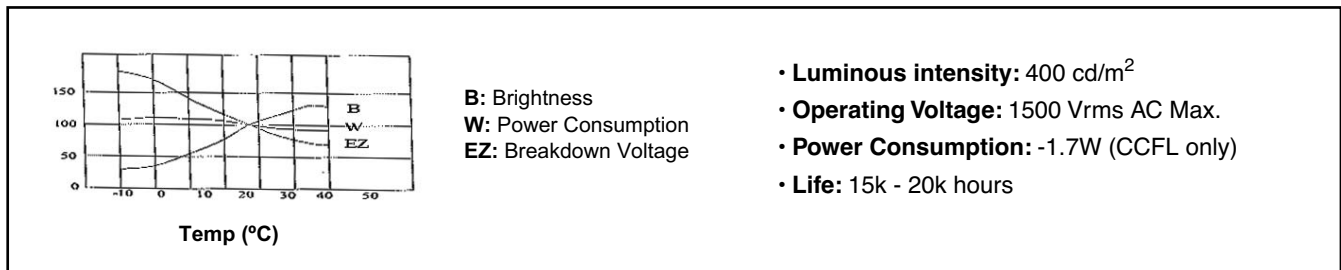 150
100
50
0
B
W
EZ
-10 0 10 20 30 40 50
Temp (ºC)
B: Brightness
W: Power Consumption
EZ: Breakdown Voltage
• Luminous intensity: 400 cd/m²
• Operating Voltage: 1500 Vrms AC Max.
• Power Consumption: -1.7W (CCFL only)
• Life: 15k - 20k hours